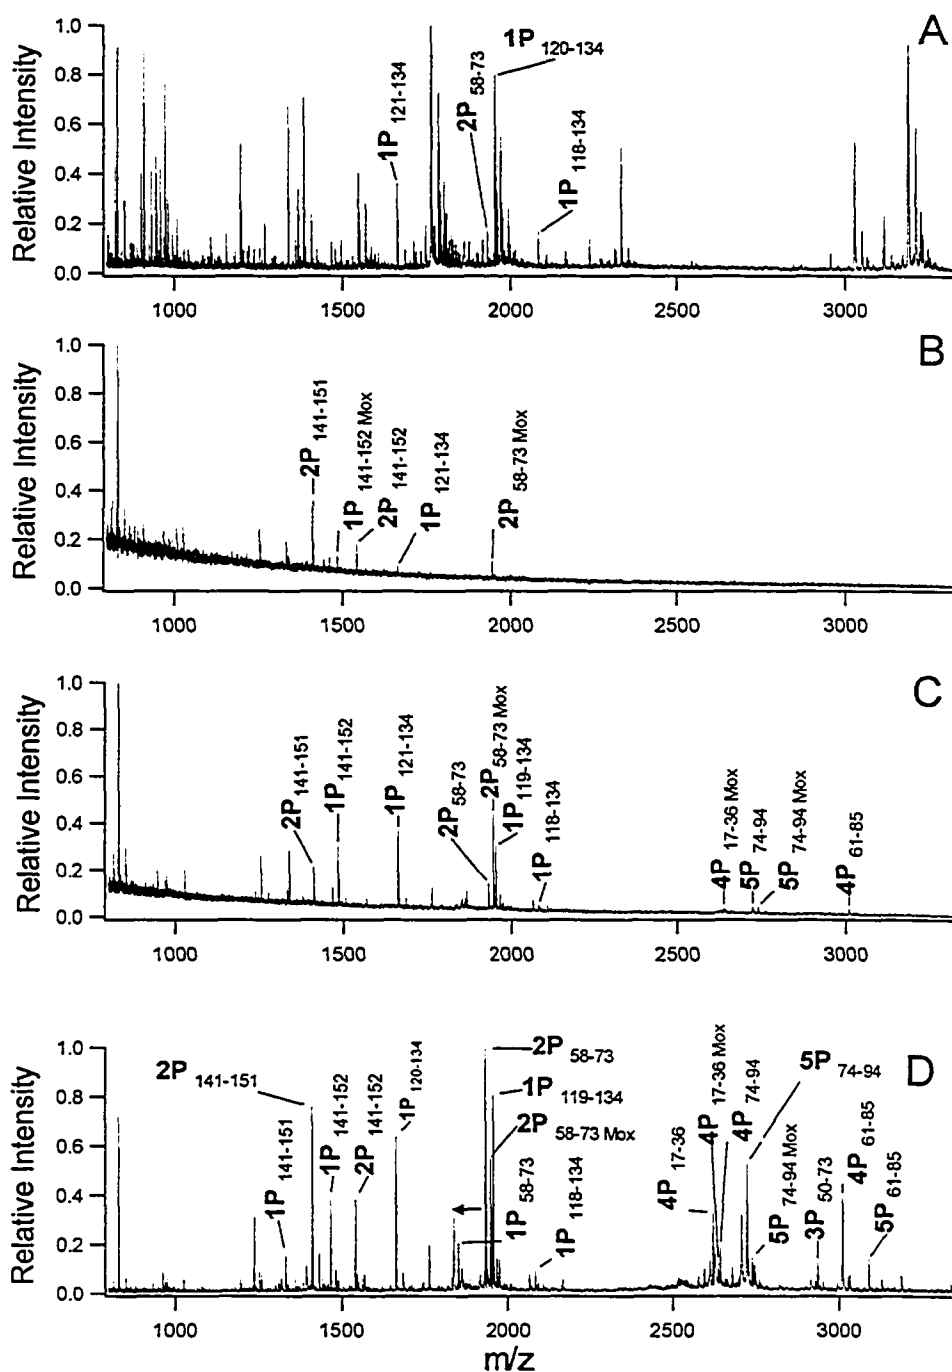 A
Relative Intensity
1.0
0.8
0.6
0.4
0.2
0.0
1P 121-134
2P 58-73
1P 120-134
1P 118-134
1000 1500 2000 2500 3000
B
Relative Intensity
1.0
0.8
0.6
0.4
0.2
0.0
2P 141-151
1P 141-152 Mox
2P 141-152
1P 121-134
2P 58-73 Mox
1000 1500 2000 2500 3000
C
Relative Intensity
1.0
0.8
0.6
0.4
0.2
0.0
2P 141-151
1P 141-152
1P 121-134
2P 58-73
2P 58-73 Mox
1P 119-134
1P 118-134
4P 17-36 Mox
5P 74-94
5P 74-94 Mox
4P 61-85
1000 1500 2000 2500 3000
D
Relative Intensity
1.0
0.8
0.6
0.4
0.2
0.0
2P 141-151
1P 141-151
1P 141-152
2P 141-152
1P 120-134
2P 58-73
1P 119-134
2P 58-73 Mox
1P 58-73
1P 118-134
4P 17-36
4P 17-36 Mox
4P 74-94
5P 74-94
5P 74-94 Mox
3P 50-73
4P 61-85
5P 61-85
1000 1500 2000 2500 3000
m/z